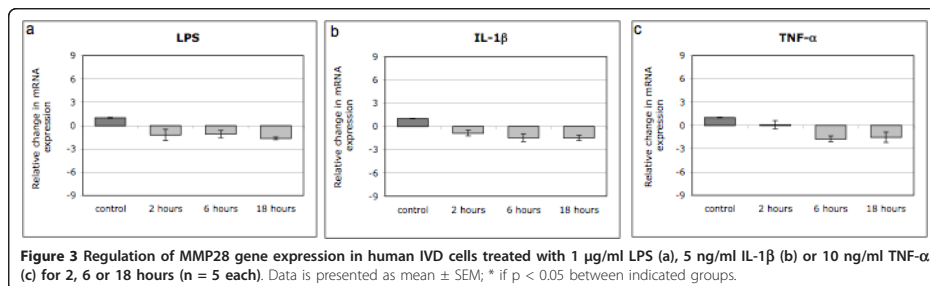 a
LPS
Relative change in mRNA
expression
9
6
3
0
-3
-6
-9
control 2 hours 6 hours 18 hours
b
IL-1β
Relative change in mRNA
expression
9
6
3
0
-3
-6
-9
control 2 hours 6 hours 18 hours
c
TNF-α
Relative change in mRNA
expression
9
6
3
0
-3
-6
-9
control 2 hours 6 hours 18 hours
Figure 3 Regulation of MMP28 gene expression in human IVD cells treated with 1 μg/ml LPS (a), 5 ng/ml IL-1β (b) or 10 ng/ml TNF-α
(c) for 2, 6 or 18 hours (n = 5 each). Data is presented as mean ± SEM; * if p < 0.05 between indicated groups.